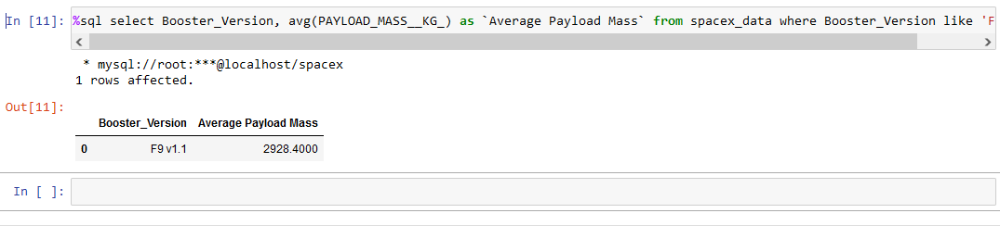 In [11]: %sql select Booster_Version, avg(PAYLOAD_MASS__KG_) as `Average Payload Mass` from spacex_data where Booster_Version like 'F
* mysql://root:***@localhost/spacex
1 rows affected.
Out[11]:
Booster_Version Average Payload Mass
0 F9 v1.1 2928.4000
In [ ]: